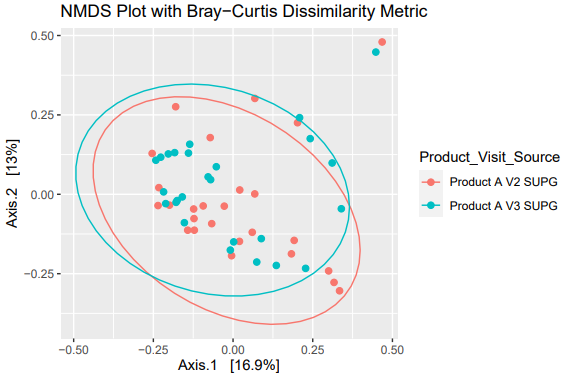 NMDS Plot with Bray−Curtis Dissimilarity Metric
0.50
0.25
0.00
−0.25
Axis.2 [13%]
−0.50
−0.25
0.00
0.25
0.50
Axis.1 [16.9%]
Product_Visit_Source
Product A V2 SUPG
Product A V3 SUPG